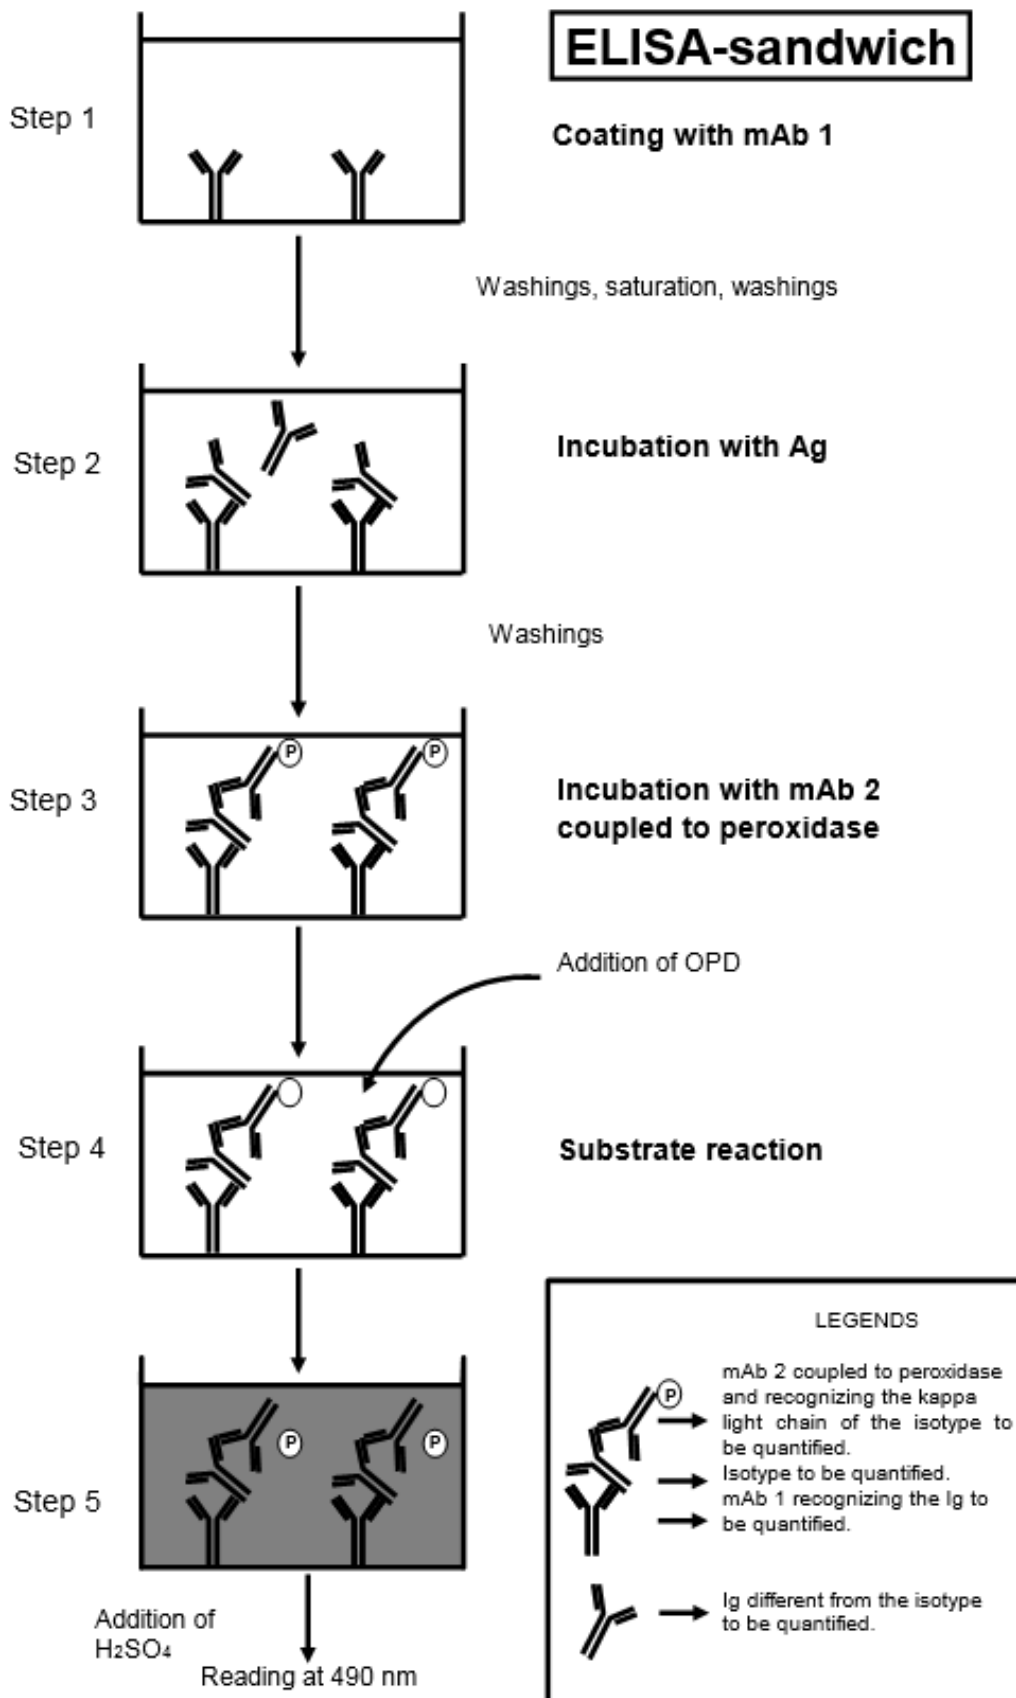 ELISA-sandwich
Step 1
Coating with mAb 1
Washings, saturation, washings
Step 2
Incubation with Ag
Washings
P
P
Step 3
Incubation with mAb 2
coupled to peroxidase
Addition of OPD
Step 4
Substrate reaction
P
P
Step 5
Addition of
H₂SO₄
Reading at 490 nm
LEGENDS
P
mAb 2 coupled to peroxidase
and recognizing the kappa
light chain of the isotype to
be quantified.
Isotype to be quantified.
mAb 1 recognizing the Ig to
be quantified.
Ig different from the isotype
to be quantified.